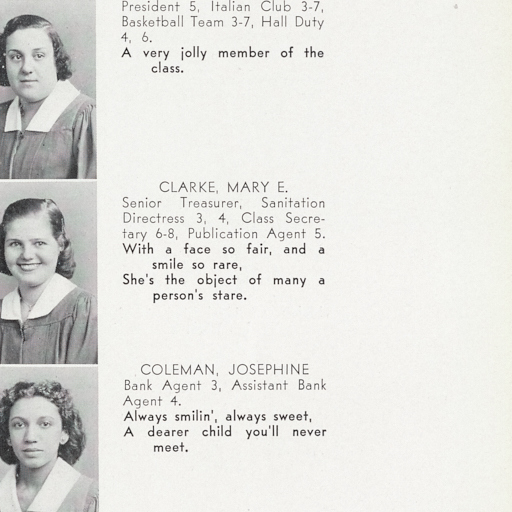 President 5, Italian Club 3-7,
Basketball Team 3-7, Hall Duty
4, 6.
A very jolly member of the
class.
CLARKE, MARY E.
Senior Treasurer, Sanitation
Directress 3, 4, Class Secre-
tary 6-8, Publication Agent 5.
With a face so fair, and a
smile so rare,
She's the object of many a
person's stare.
COLEMAN, JOSEPHINE
Bank Agent 3, Assistant Bank
Agent 4.
Always smilin', always sweet,
A dearer child you'll never
meet.